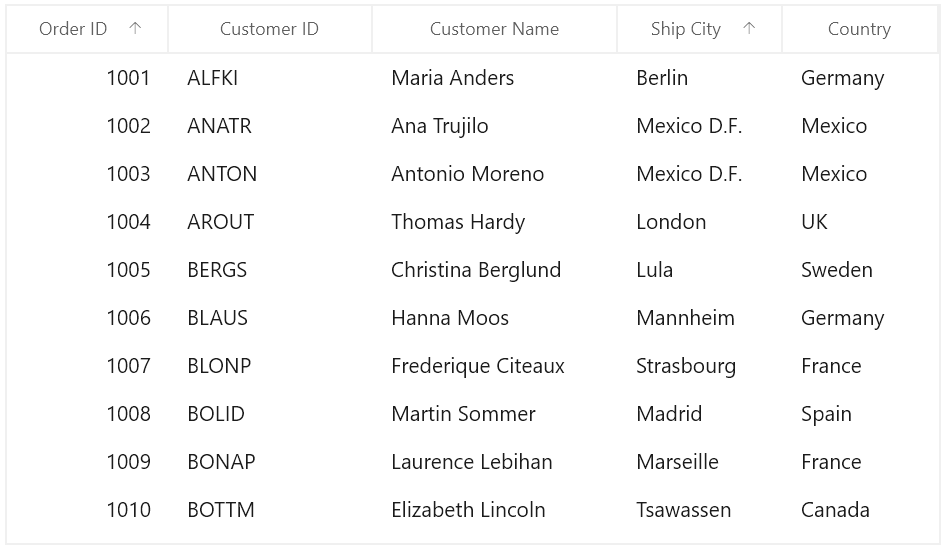 Order ID ↑ Customer ID Customer Name Ship City ↑ Country
1001 ALFKI Maria Anders Berlin Germany
1002 ANATR Ana Trujilo Mexico D.F. Mexico
1003 ANTON Antonio Moreno Mexico D.F. Mexico
1004 AROUT Thomas Hardy London UK
1005 BERGS Christina Berglund Lula Sweden
1006 BLAUS Hanna Moos Mannheim Germany
1007 BLONP Frederique Citeaux Strasbourg France
1008 BOLID Martin Sommer Madrid Spain
1009 BONAP Laurence Lebihan Marseille France
1010 BOTTM Elizabeth Lincoln Tsawassen Canada